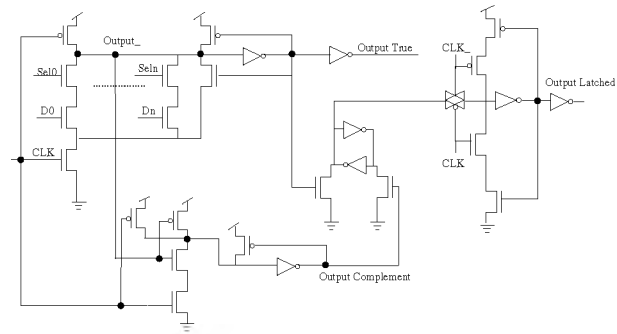 Output_
Output True
CLK_
Sel0
Seln
Output Latched
D0
Dn
CLK
CLK
Output Complement